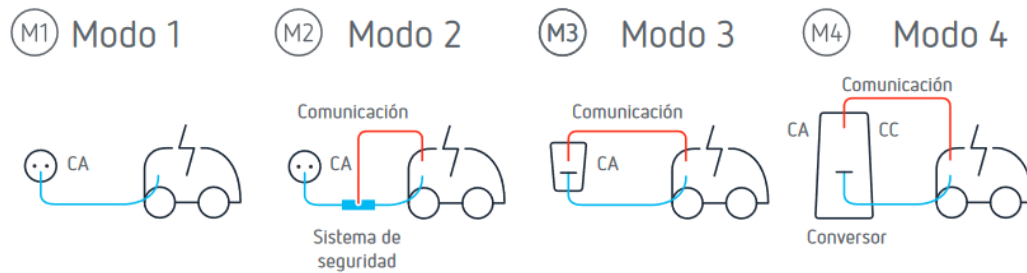 M1 Modo 1
CA
M2 Modo 2
Comunicación
CA
Sistema de
seguridad
M3 Modo 3
Comunicación
CA
M4 Modo 4
Comunicación
CA CC
Conversor